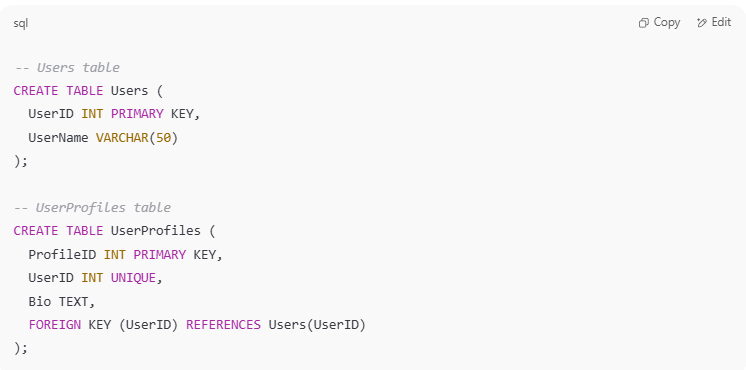 sql
Copy
Edit
-- Users table
CREATE TABLE Users (
UserID INT PRIMARY KEY,
UserName VARCHAR(50)
);
-- UserProfiles table
CREATE TABLE UserProfiles (
ProfileID INT PRIMARY KEY,
UserID INT UNIQUE,
Bio TEXT,
FOREIGN KEY (UserID) REFERENCES Users(UserID)
);